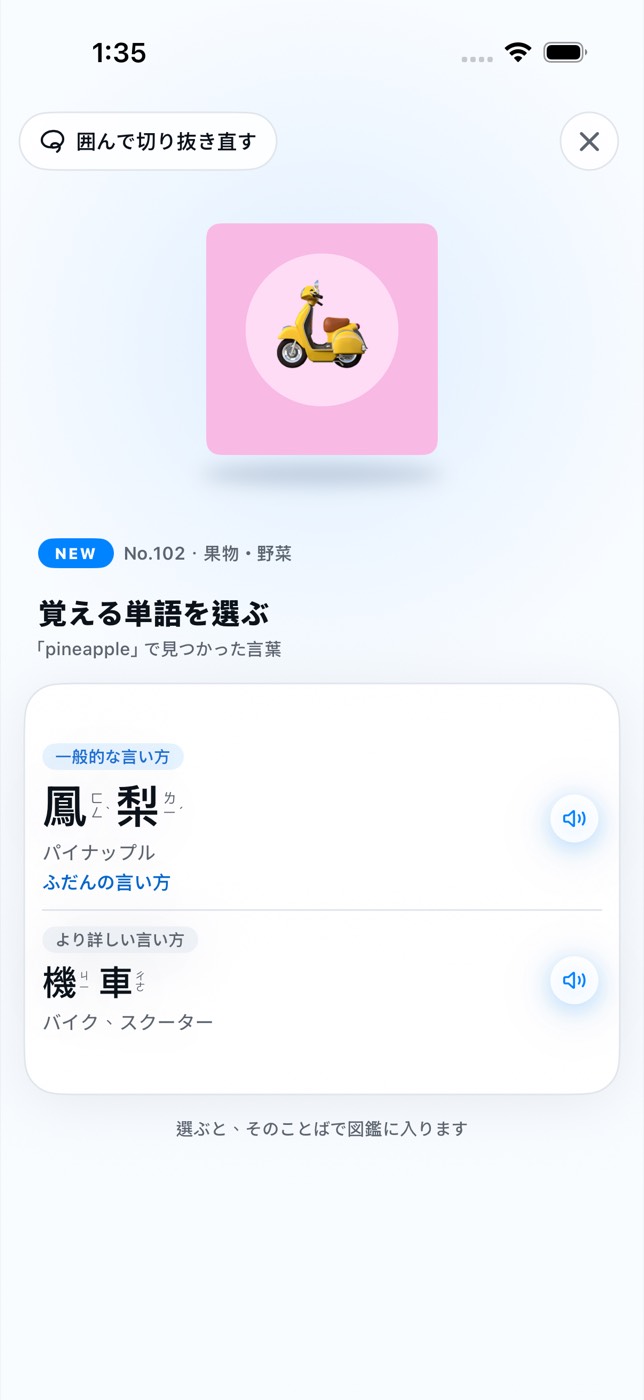 1:35
囲んで切り抜き直す
NEW No.102・果物・野菜
覚える単語を選ぶ
「pineapple」で見つかった言葉
一般的な言い方
鳳ㄈㄥˋ梨ㄌㄧˊ
パイナップル
ふだんの言い方
より詳しい言い方
機ㄐㄧ車ㄔㄜ
バイク、スクーター
選ぶと、そのことばで図鑑に入ります